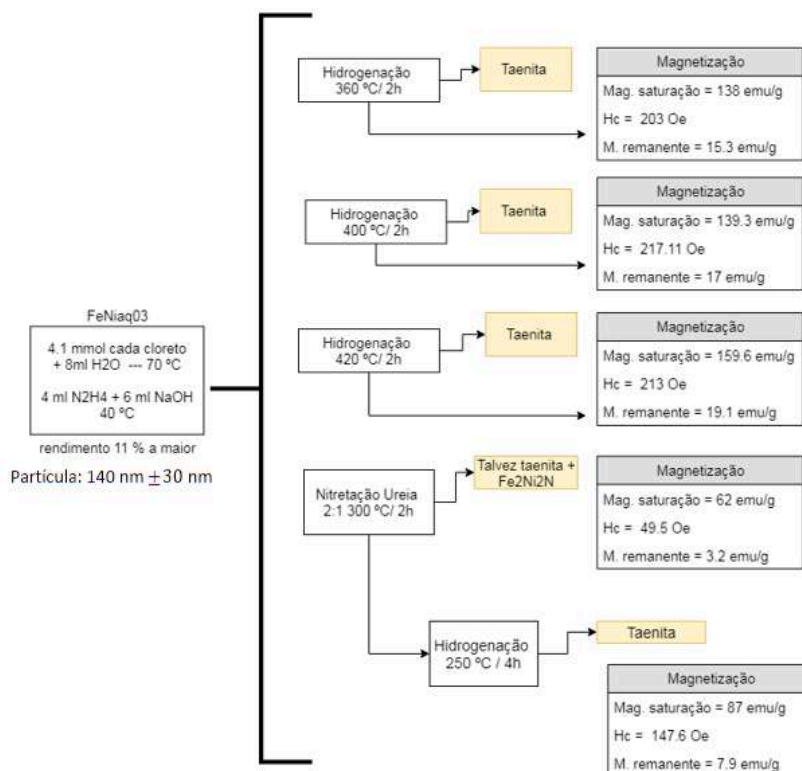 FeNiaq03
4.1 mmol cada cloreto
+ 8ml H2O --- 70 ºC
4 ml N2H4 + 6 ml NaOH
40 ºC
rendimento 11 % a maior
Partícula: 140 nm ±30 nm
Hidrogenação
360 ºC/ 2h
Taenita
Magnetização
Mag. saturação = 138 emu/g
Hc = 203 Oe
M. remanente = 15.3 emu/g
Hidrogenação
400 ºC/ 2h
Taenita
Magnetização
Mag. saturação = 139.3 emu/g
Hc = 217.11 Oe
M. remanente = 17 emu/g
Hidrogenação
420 ºC/ 2h
Taenita
Magnetização
Mag. saturação = 159.6 emu/g
Hc = 213 Oe
M. remanente = 19.1 emu/g
Nitretação Ureia
2:1 300 ºC/ 2h
Talvez taenita +
Fe2Ni2N
Magnetização
Mag. saturação = 62 emu/g
Hc = 49.5 Oe
M. remanente = 3.2 emu/g
Hidrogenação
250 ºC / 4h
Taenita
Magnetização
Mag. saturação = 87 emu/g
Hc = 147.6 Oe
M. remanente = 7.9 emu/g